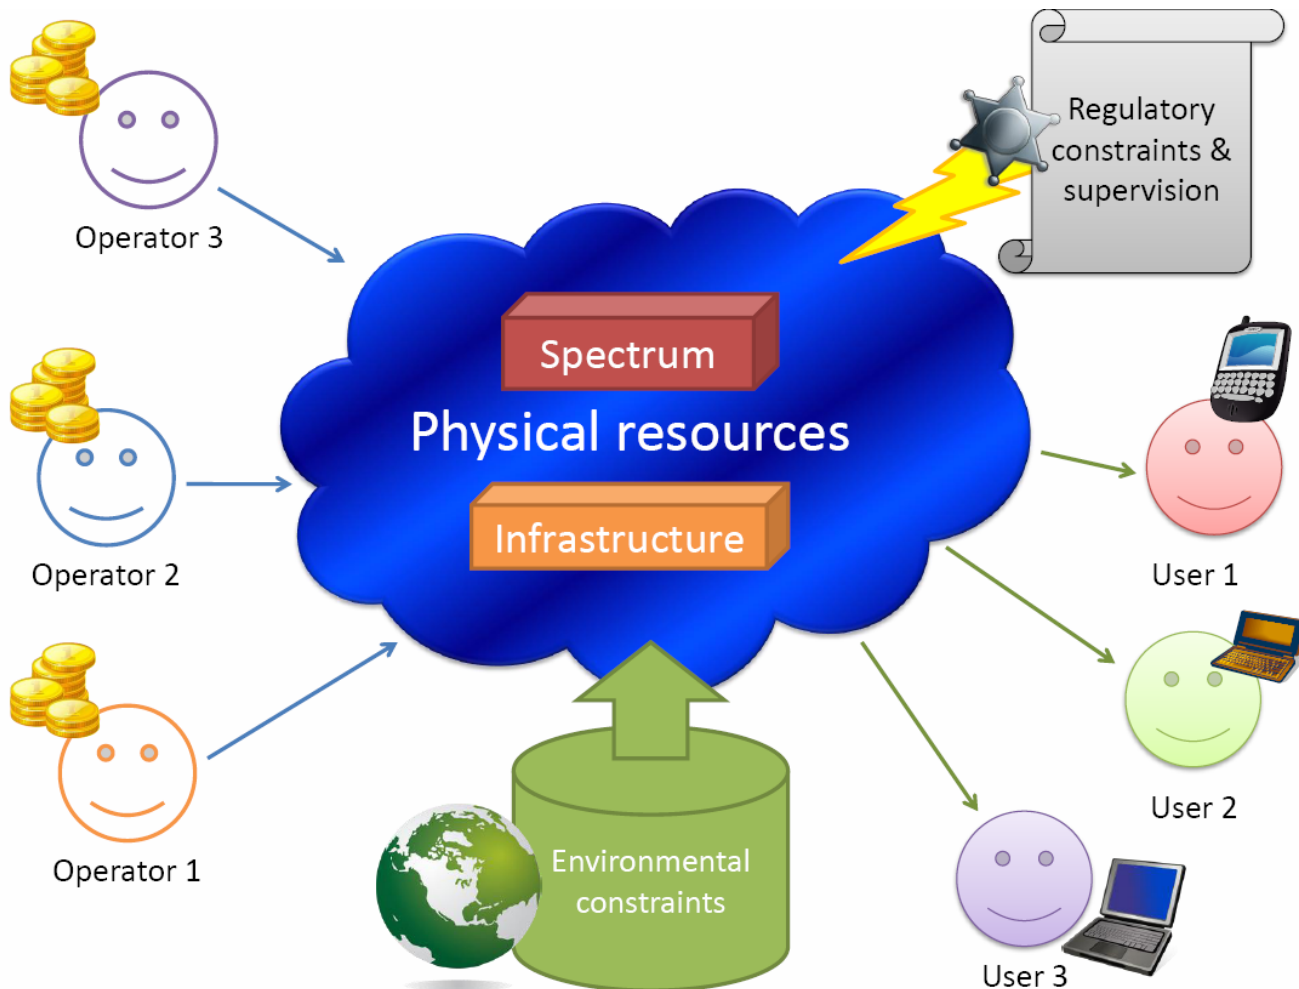 Operator 3
Regulatory
constraints &
supervision
Spectrum
Physical resources
Infrastructure
Operator 2
User 1
Operator 1
User 2
Environmental
constraints
User 3